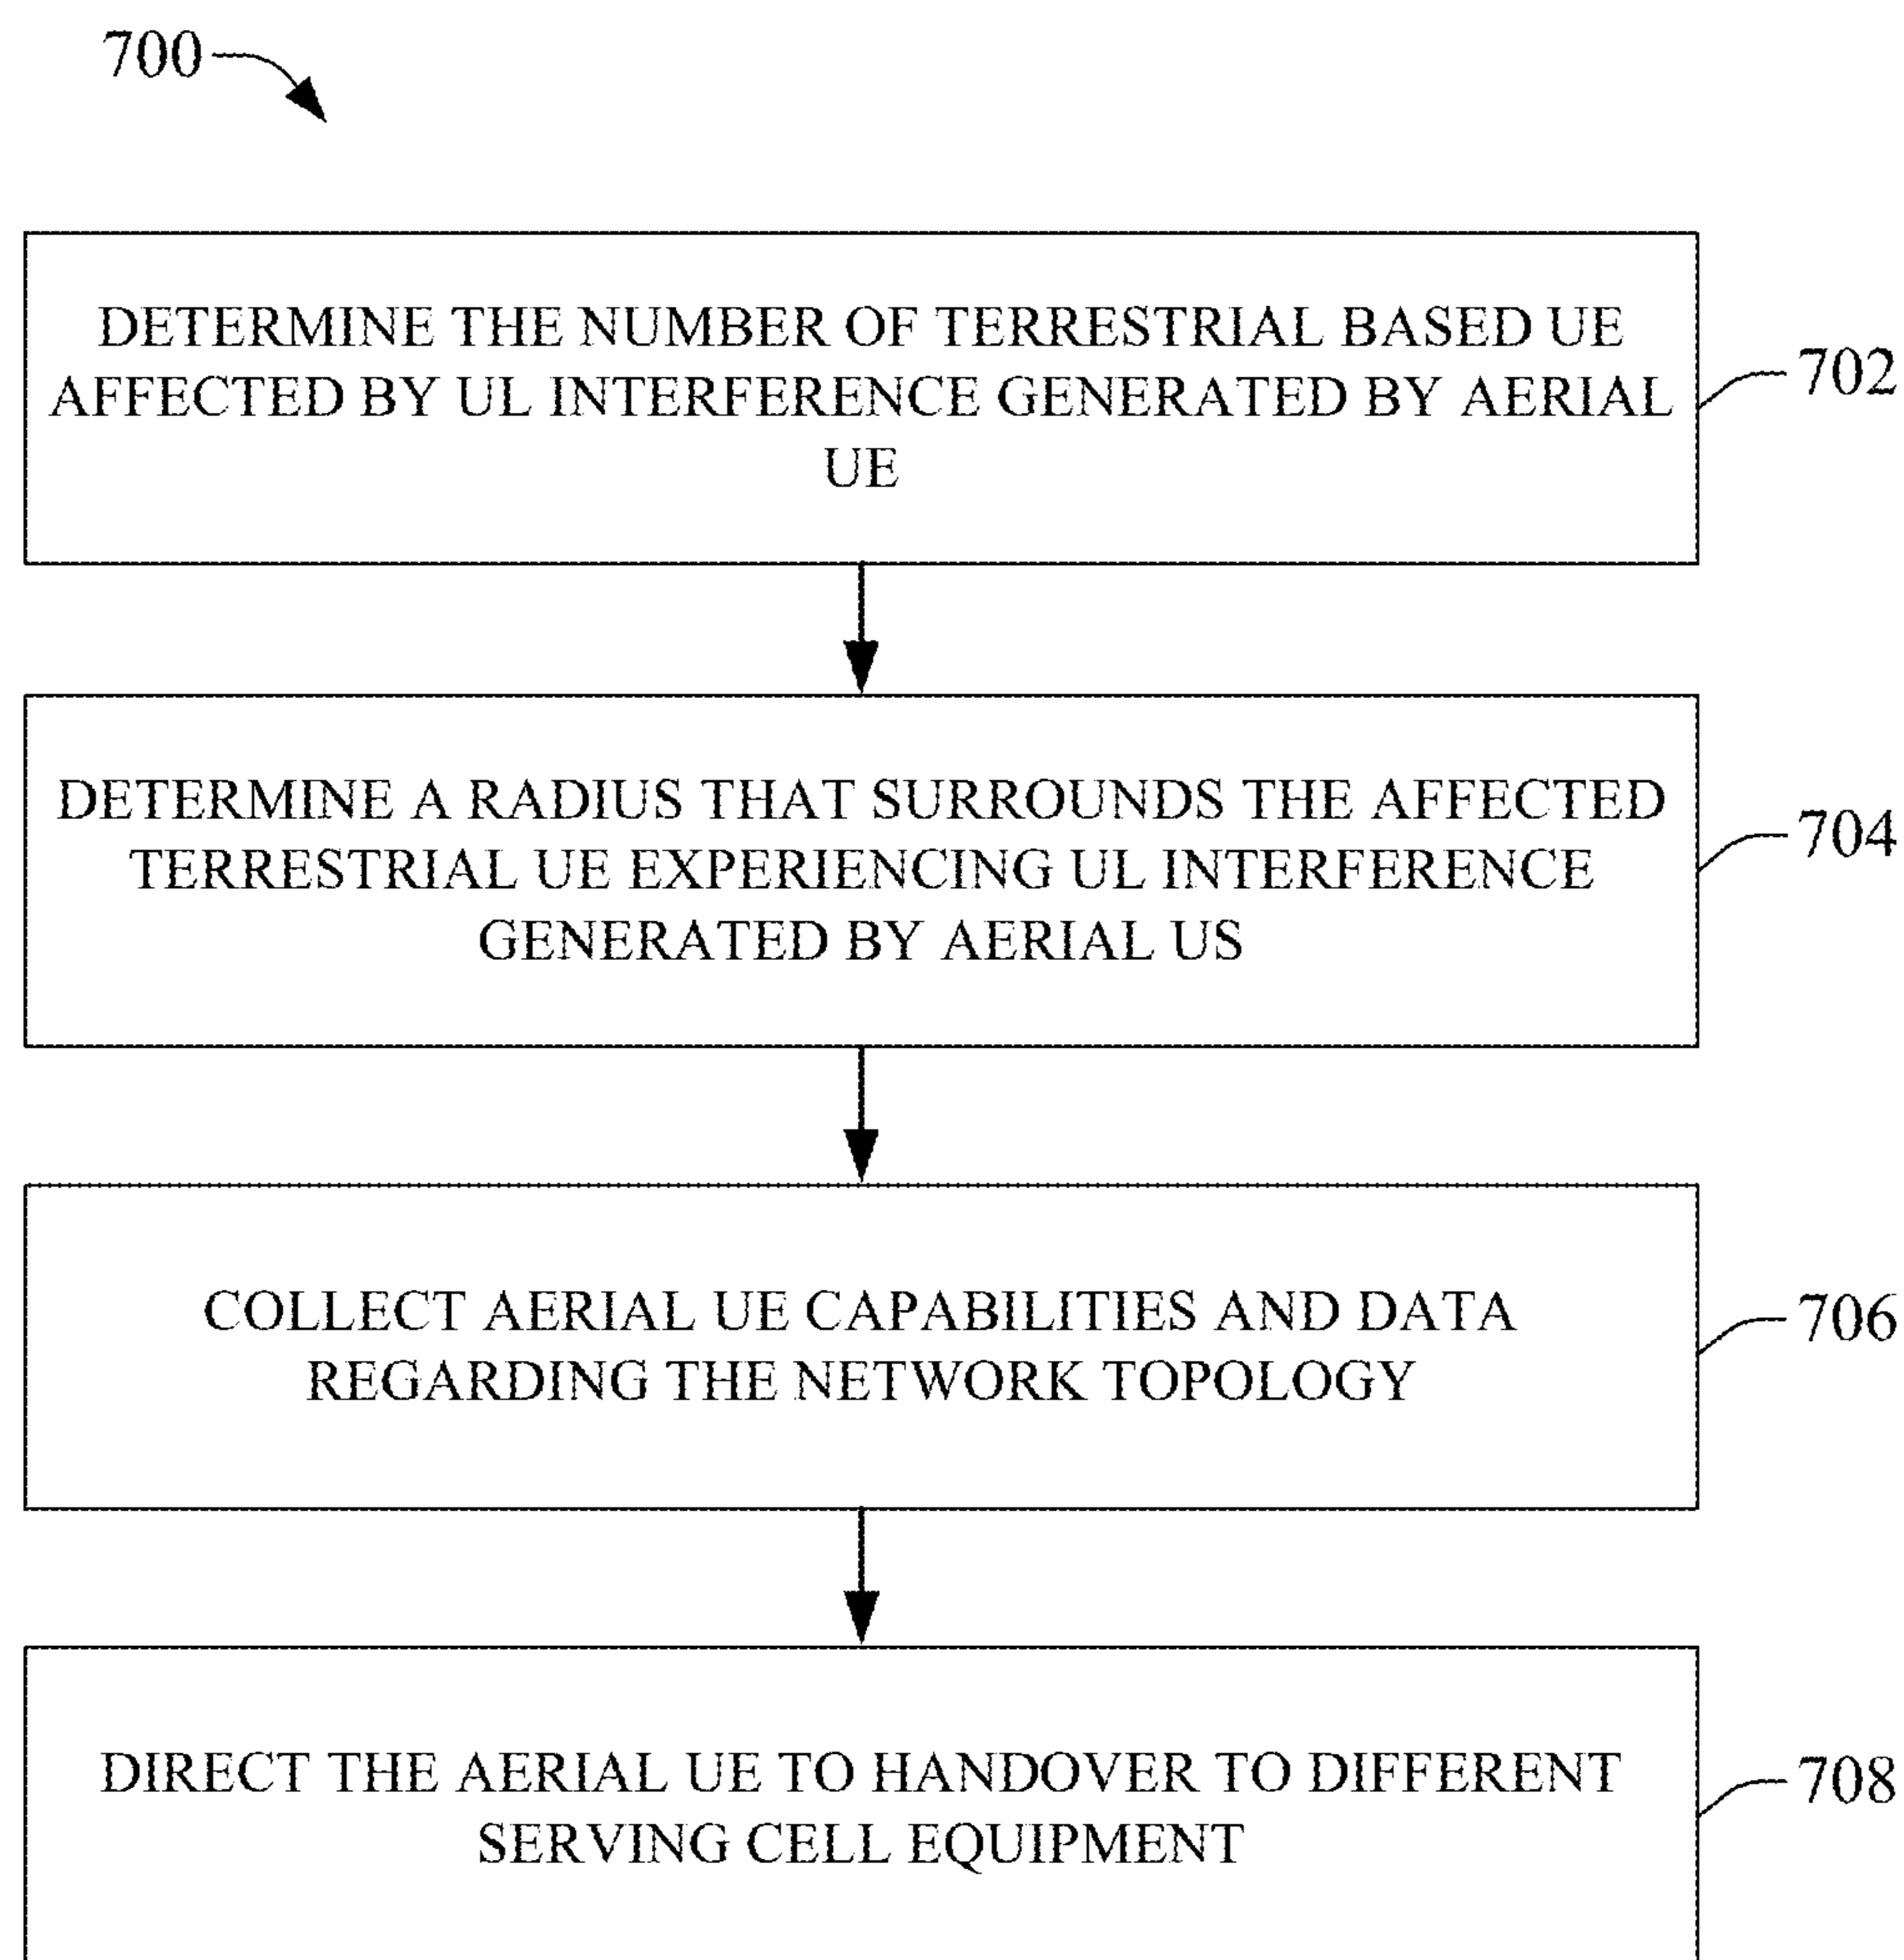 700
DETERMINE THE NUMBER OF TERRESTRIAL BASED UE
AFFECTED BY UL INTERFERENCE GENERATED BY AERIAL
UE
702
DETERMINE A RADIUS THAT SURROUNDS THE AFFECTED
TERRESTRIAL UE EXPERIENCING UL INTERFERENCE
GENERATED BY AERIAL US
704
COLLECT AERIAL UE CAPABILITIES AND DATA
REGARDING THE NETWORK TOPOLOGY
706
DIRECT THE AERIAL UE TO HANDOVER TO DIFFERENT
SERVING CELL EQUIPMENT
708